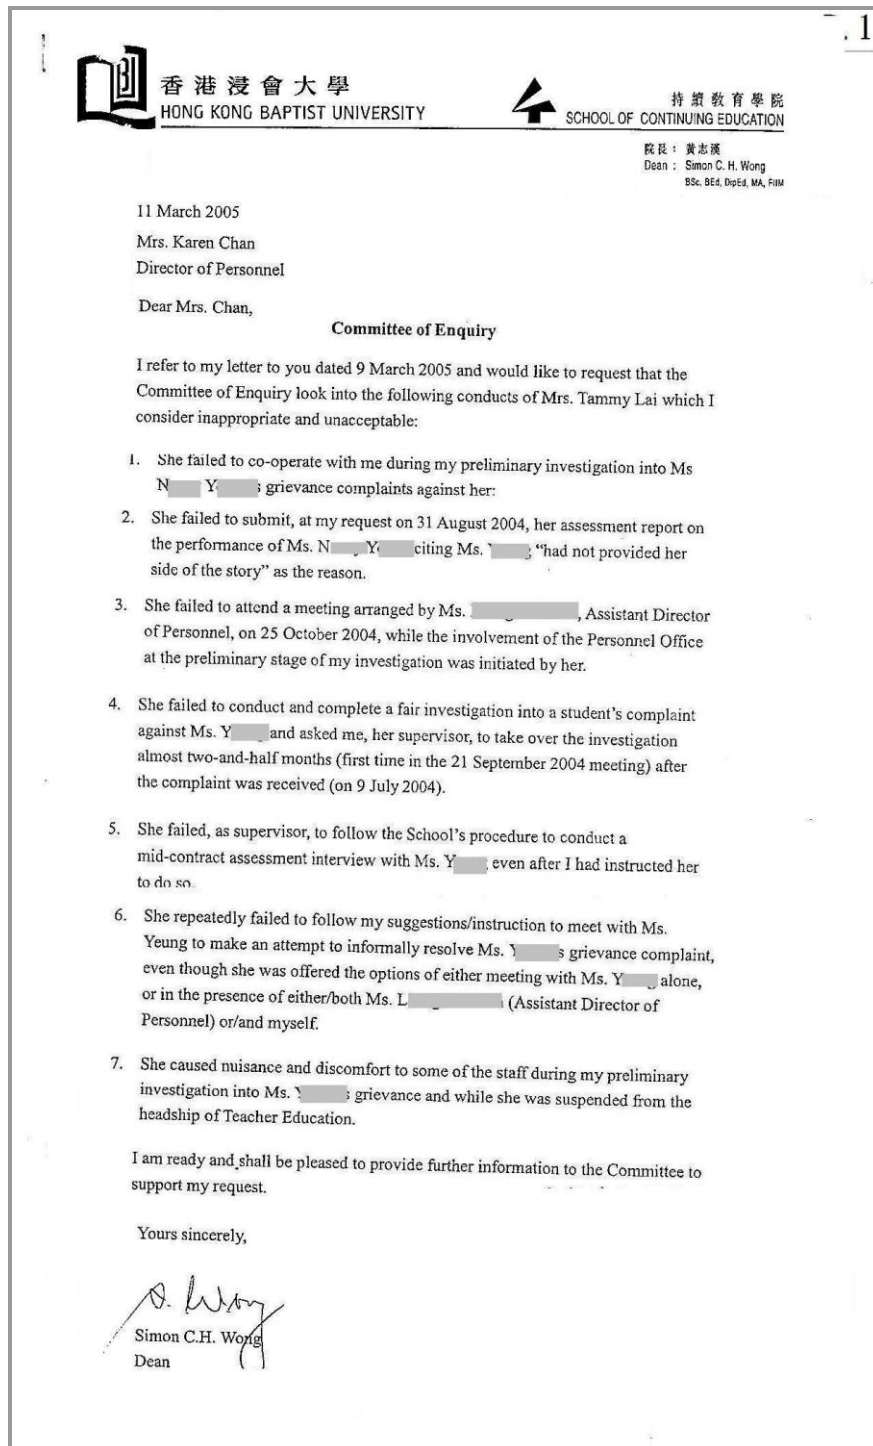 . 1
香港浸會大學
HONG KONG BAPTIST UNIVERSITY
持續教育學院
SCHOOL OF CONTINUING EDUCATION
院長： 黃志漢
Dean : Simon C. H. Wong
BSc, BEd, DipEd, MA, FIIM
11 March 2005
Mrs. Karen Chan
Director of Personnel
Dear Mrs. Chan,
Committee of Enquiry
I refer to my letter to you dated 9 March 2005 and would like to request that the
Committee of Enquiry look into the following conducts of Mrs. Tammy Lai which I
consider inappropriate and unacceptable:
1. She failed to co-operate with me during my preliminary investigation into Ms
N Y s grievance complaints against her:
2. She failed to submit, at my request on 31 August 2004, her assessment report on
the performance of Ms. N Y citing Ms. "had not provided her
side of the story" as the reason.
3. She failed to attend a meeting arranged by Ms. , Assistant Director
of Personnel, on 25 October 2004, while the involvement of the Personnel Office
at the preliminary stage of my investigation was initiated by her.
4. She failed to conduct and complete a fair investigation into a student's complaint
against Ms. Y and asked me, her supervisor, to take over the investigation
almost two-and-half months (first time in the 21 September 2004 meeting) after
the complaint was received (on 9 July 2004).
5. She failed, as supervisor, to follow the School's procedure to conduct a
mid-contract assessment interview with Ms. Y even after I had instructed her
to do so.
6. She repeatedly failed to follow my suggestions/instruction to meet with Ms.
Yeung to make an attempt to informally resolve Ms. Y s grievance complaint,
even though she was offered the options of either meeting with Ms. Y alone,
or in the presence of either/both Ms. L (Assistant Director of
Personnel) or/and myself.
7. She caused nuisance and discomfort to some of the staff during my preliminary
investigation into Ms. s grievance and while she was suspended from the
headship of Teacher Education.
I am ready and shall be pleased to provide further information to the Committee to
support my request.
Yours sincerely,
S. Wong
Simon C.H. Wong
Dean